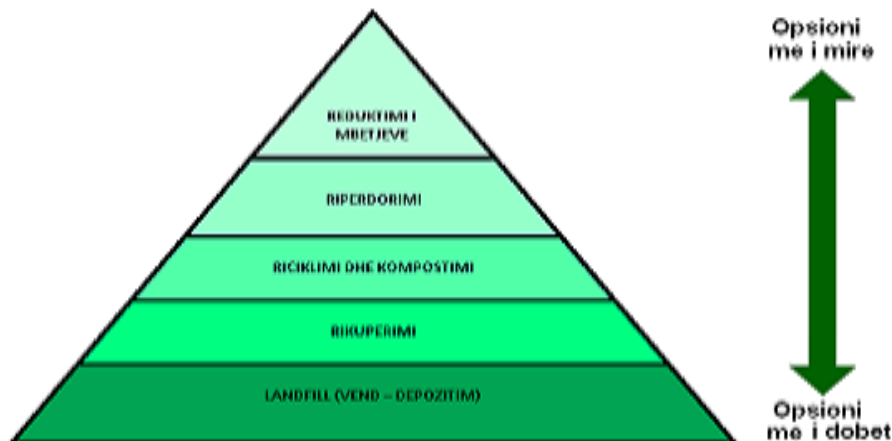 Opsioni
me i mire
REDUKTIMI I
MBETJEVE
RIPERDORIMI
RICIKLIMI DHE KOMPOSTIMI
RIKUPERIMI
LANDFILL (VEND – DEPOZITIM)
Opsioni
me i dobet